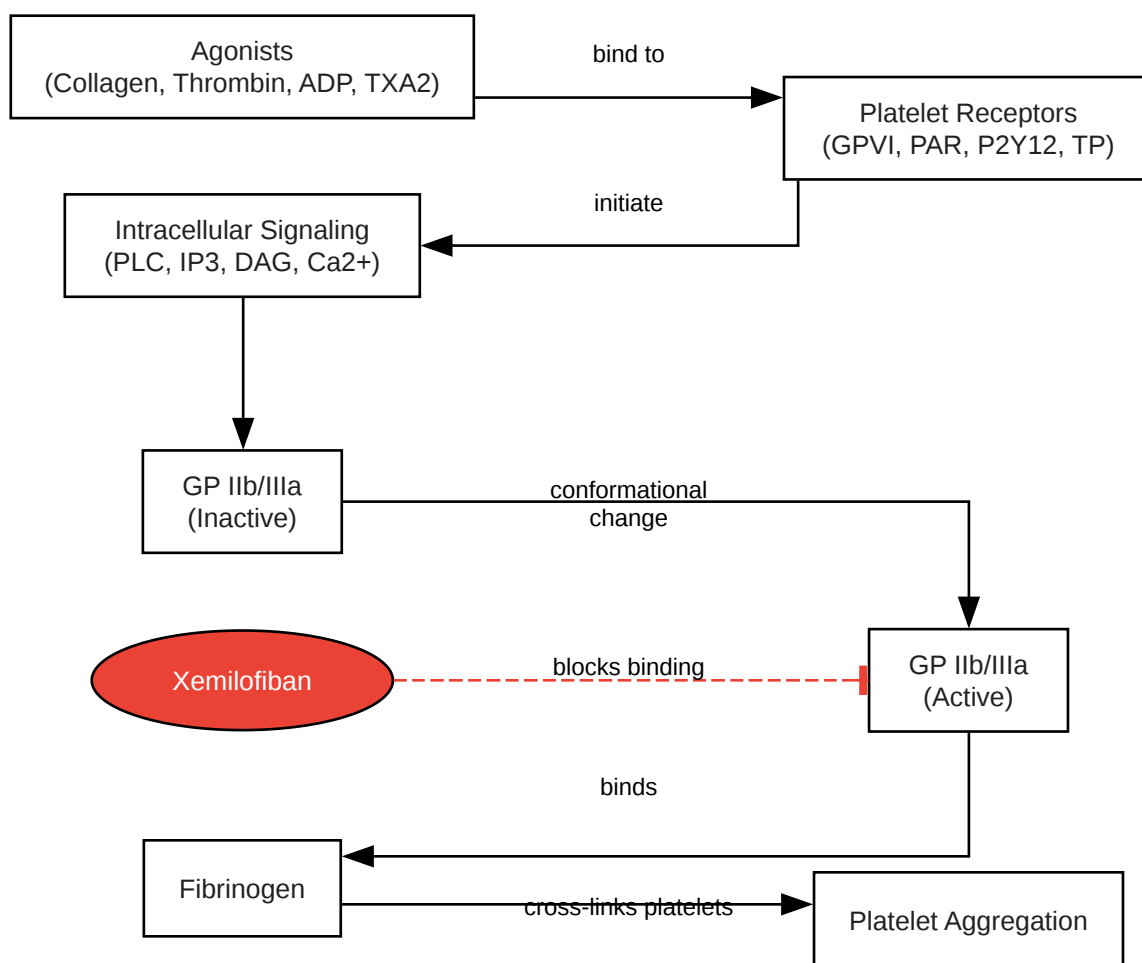 Agonists
(Collagen, Thrombin, ADP, TXA2)
bind to
Platelet Receptors
(GPVI, PAR, P2Y12, TP)
initiate
Intracellular Signaling
(PLC, IP3, DAG, Ca2+)
GP IIb/IIIa
(Inactive)
conformational
change
Xemilofiban
blocks binding
GP IIb/IIIa
(Active)
binds
Fibrinogen
cross-links platelets
Platelet Aggregation